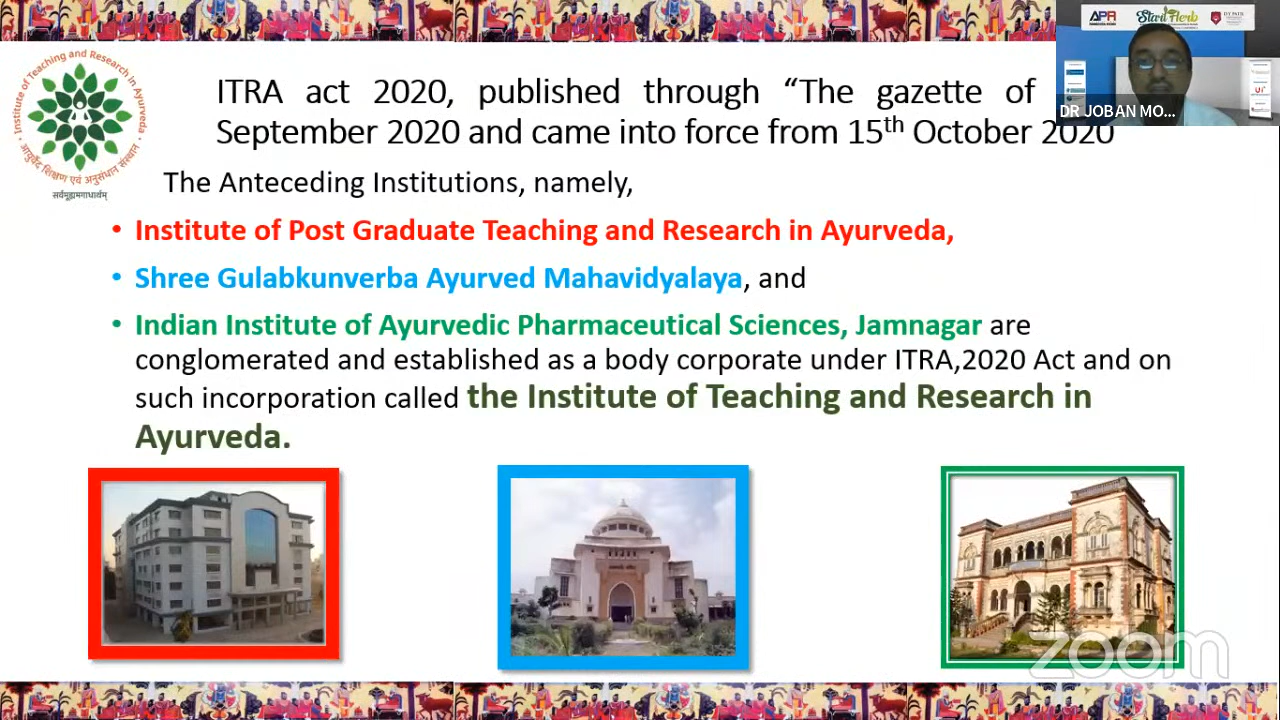 Institute of Teaching and Research in Ayurveda
आयुर्वेद शिक्षण एवं अनुसंधान संस्थान
APR
Start Herb
DR JOBAN MO...
ITRA act 2020, published through “The gazette of
September 2020 and came into force from 15th October 2020
The Anteceding Institutions, namely,
• Institute of Post Graduate Teaching and Research in Ayurveda,
• Shree Gulabkunverba Ayurved Mahavidyalaya, and
• Indian Institute of Ayurvedic Pharmaceutical Sciences, Jamnagar are
conglomerated and established as a body corporate under ITRA,2020 Act and on
such incorporation called the Institute of Teaching and Research in
Ayurveda.
zoom